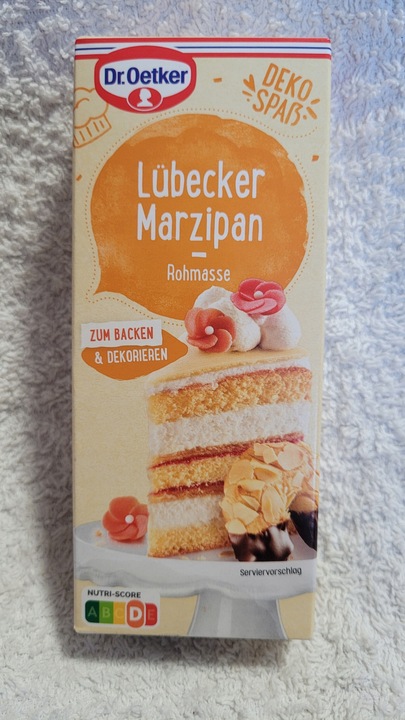 Dr.Oetker
DEKO
SPAß
Lübecker
Marzipan
Rohmasse
ZUM BACKEN
& DEKORIEREN
Serviervorschlag
NUTRI-SCORE
A B C D E